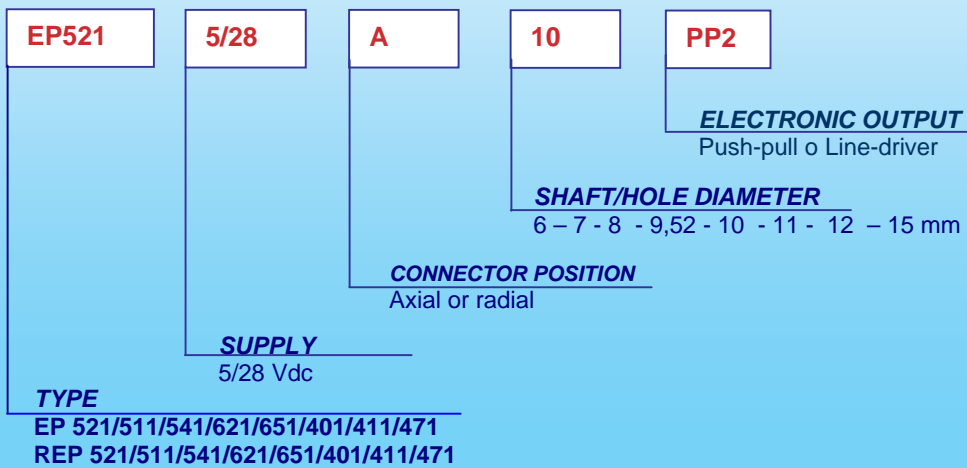 EP521 5/28 A 10 PP2
ELECTRONIC OUTPUT
Push-pull o Line-driver
SHAFT/HOLE DIAMETER
6 – 7 - 8 - 9,52 - 10 - 11 - 12 – 15 mm
CONNECTOR POSITION
Axial or radial
SUPPLY
5/28 Vdc
TYPE
EP 521/511/541/621/651/401/411/471
REP 521/511/541/621/651/401/411/471